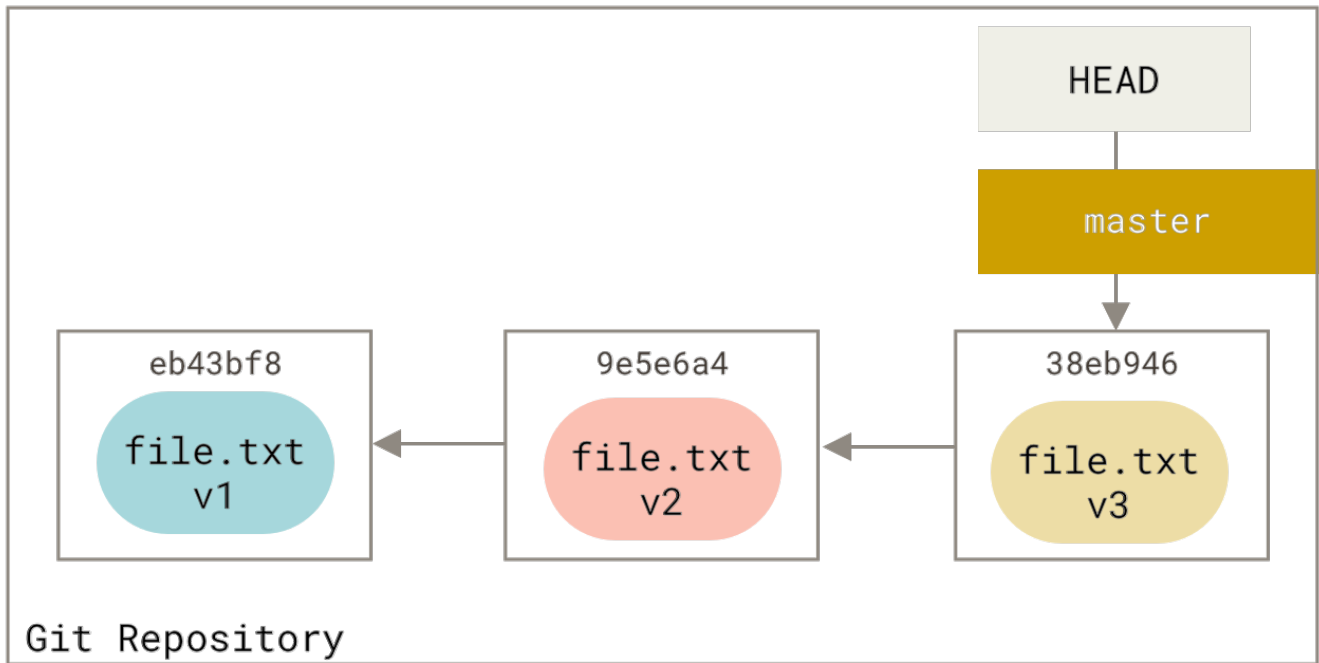 HEAD
master
eb43bf8
file.txt
v1
9e5e6a4
file.txt
v2
38eb946
file.txt
v3
Git Repository